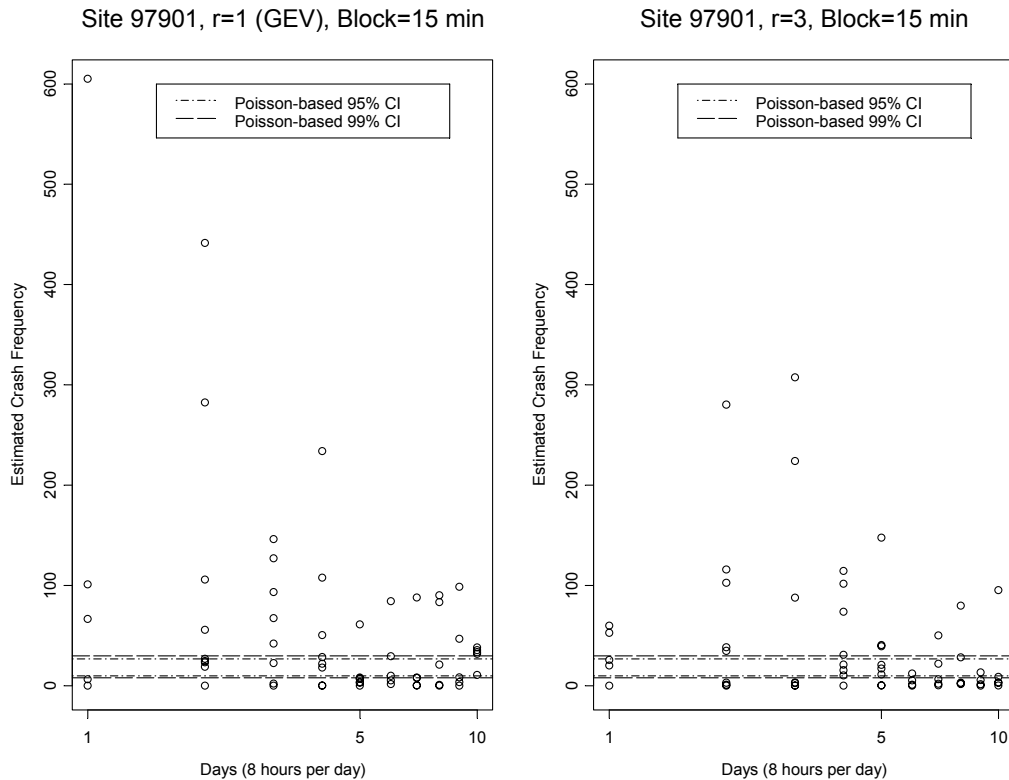 Site 97901, r=1 (GEV), Block=15 min
Poisson-based 95% CI
Poisson-based 99% CI
Estimated Crash Frequency
600
500
400
300
200
100
0
1
5
10
Days (8 hours per day)
Site 97901, r=3, Block=15 min
Poisson-based 95% CI
Poisson-based 99% CI
Estimated Crash Frequency
600
500
400
300
200
100
0
1
5
10
Days (8 hours per day)